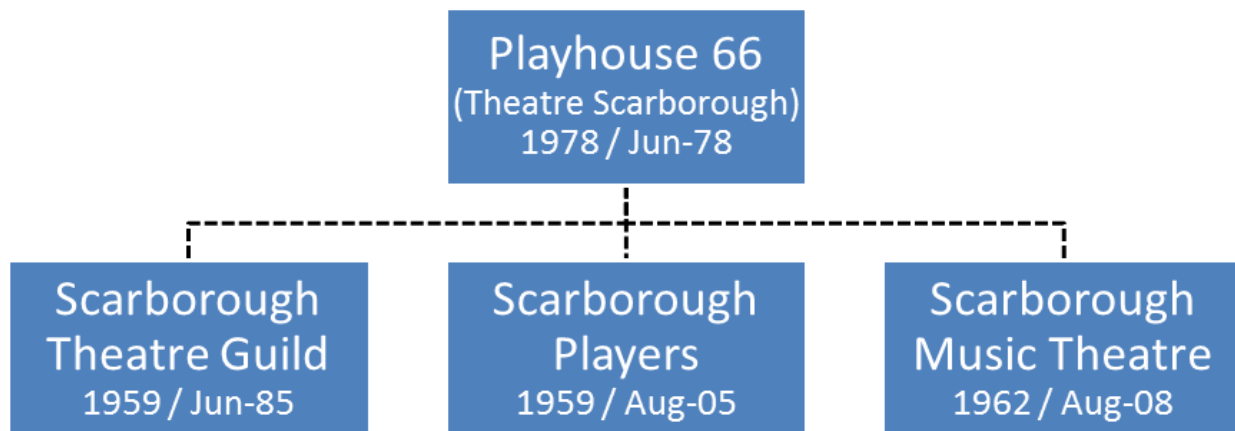 Playhouse 66
(Theatre Scarborough)
1978 / Jun-78
Scarborough
Theatre Guild
1959 / Jun-85
Scarborough
Players
1959 / Aug-05
Scarborough
Music Theatre
1962 / Aug-08